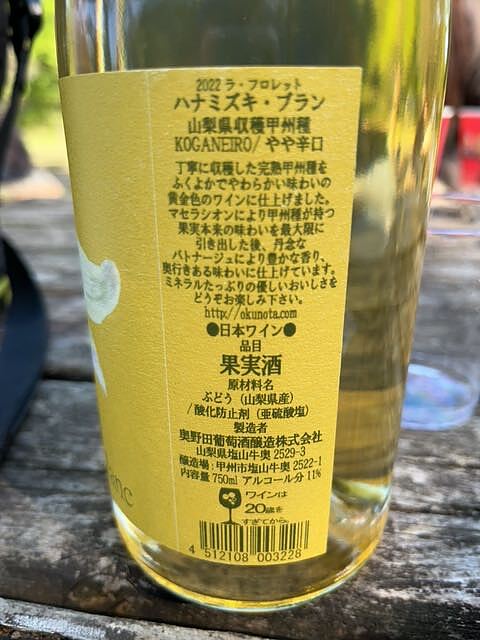 2022 ラ・フロレット
ハナミズキ・ブラン
山梨県収穫甲州種
KOGANEIRO/ やや辛口
丁寧に収穫した完熟甲州種を
ふくよかでやわらかい味わいの
黄金色のワインに仕上げました。
マセラシオンにより甲州種が持つ
果実本来の味わいを最大限に
引き出した後、丹念な
バトナージュにより豊かな香り、
奥行きある味わいに仕上げています。
ミネラルたっぷりの優しいおいしさを
どうぞお楽しみ下さい。
http://okunota.com
●日本ワイン●
品目
果実酒
原材料名
ぶどう（山梨県産）
/ 酸化防止剤（亜硫酸塩）
製造者
奥野田葡萄酒醸造株式会社
山梨県塩山牛奥 2529-3
醸造場：甲州市塩山牛奥 2522-1
内容量 750ml アルコール分 11%
ワインは
20歳を
すぎてから。
4 512108 003228